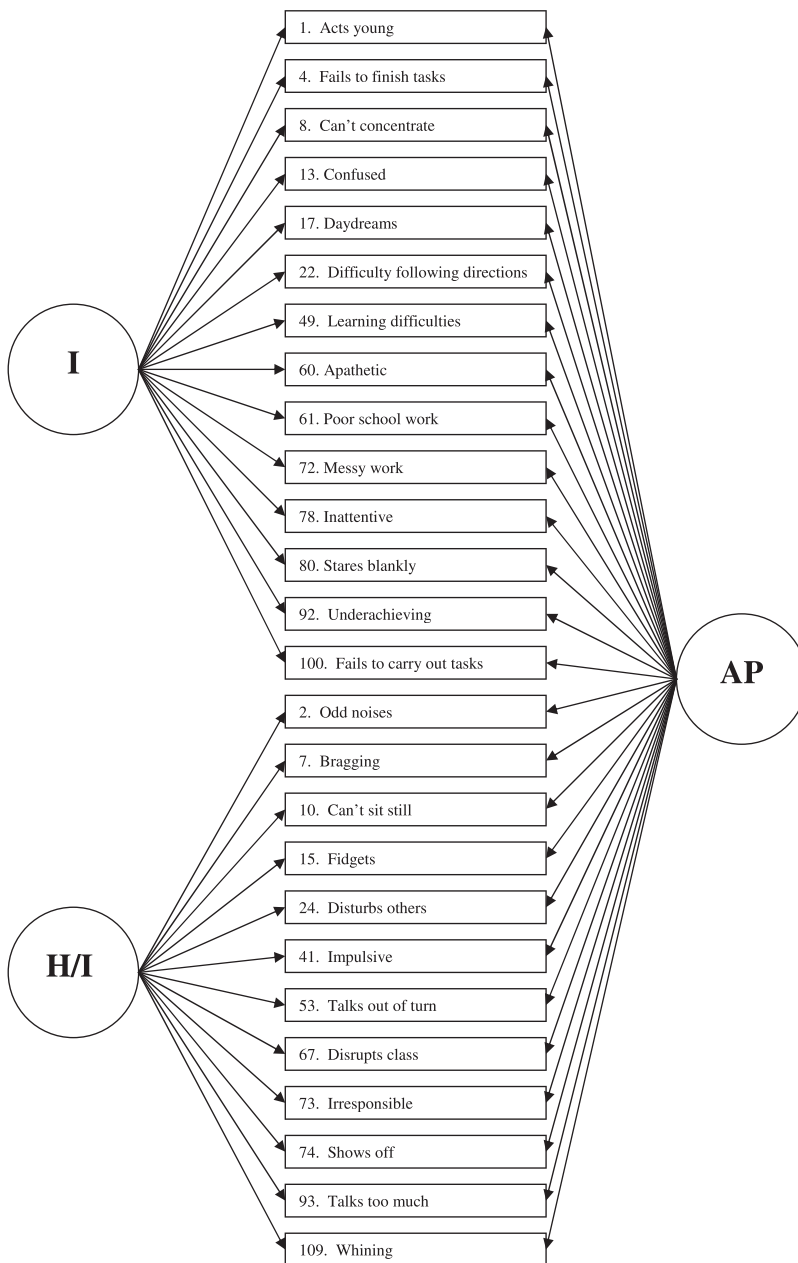 1. Acts young
4. Fails to finish tasks
8. Can't concentrate
13. Confused
17. Daydreams
22. Difficulty following directions
49. Learning difficulties
I
60. Apathetic
61. Poor school work
72. Messy work
78. Inattentive
80. Stares blankly
92. Underachieving
100. Fails to carry out tasks
AP
2. Odd noises
7. Bragging
10. Can't sit still
15. Fidgets
24. Disturbs others
41. Impulsive
H/I
53. Talks out of turn
67. Disrupts class
73. Irresponsible
74. Shows off
93. Talks too much
109. Whining